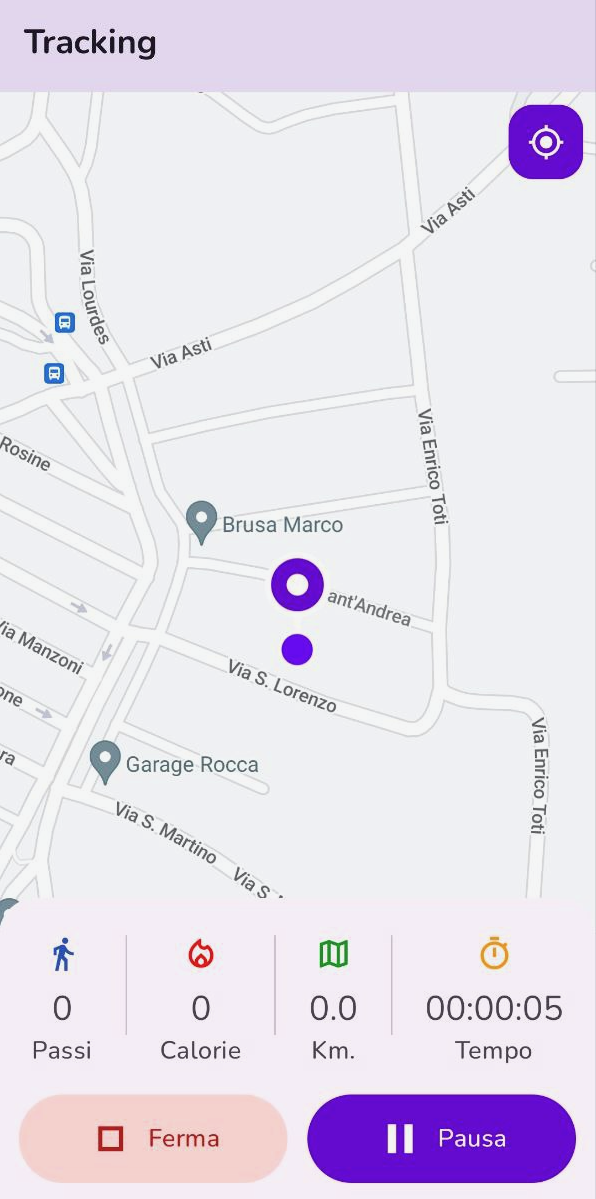 Tracking
Via Asti
Via Lourdes
Via Asti
Rosine
Via Enrico Toti
Brusa Marco
ant'Andrea
Via Manzoni
Via S. Lorenzo
one
Via Enrico Toti
ra
Garage Rocca
Via S. Martino
Via S.
0
0
0.0
00:00:05
Passi
Calorie
Km.
Tempo
Ferma
Pausa